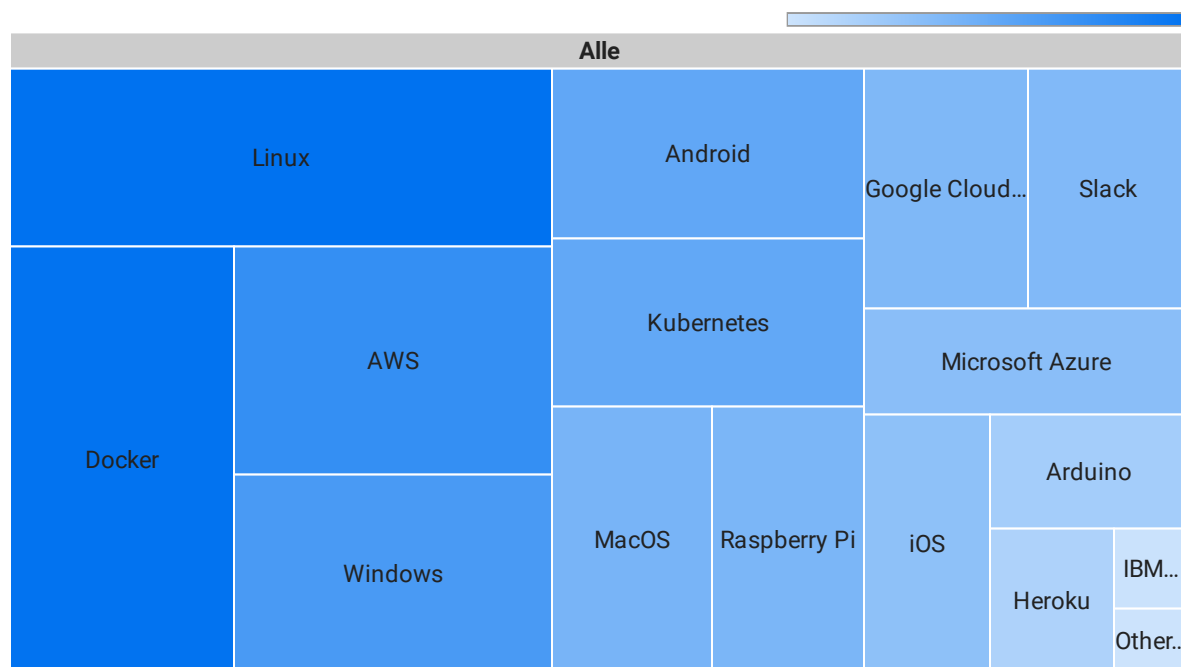 Alle
Linux
Android
Google Cloud...
Slack
Kubernetes
AWS
Microsoft Azure
Docker
Arduino
MacOS
Raspberry Pi
iOS
Windows
IBM...
Heroku
Other..